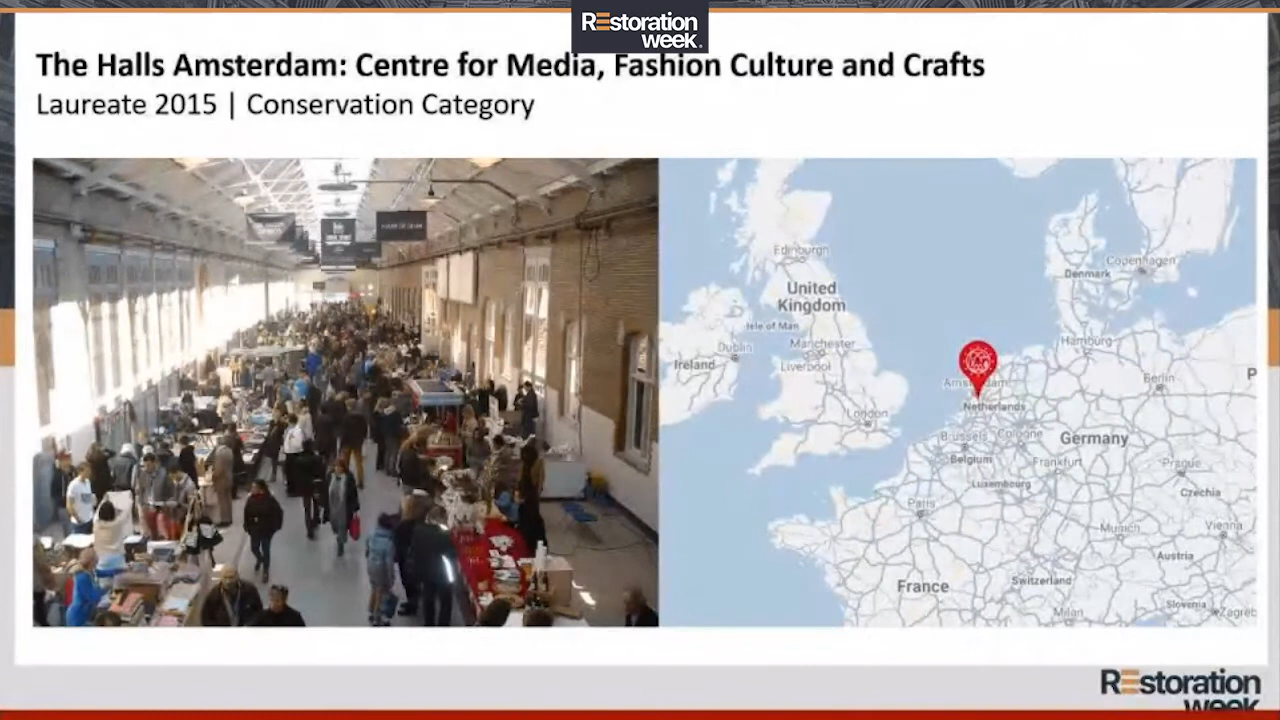 REstoration
week.
The Halls Amsterdam: Centre for Media, Fashion Culture and Crafts
Laureate 2015 | Conservation Category
Edinburgh
United
Kingdom
Isle of Man
Dublin
Manchester
Ireland
Liverpool
London
Copenhagen
Denmark
Hamburg
Amsterdam
Berlin
P
Netherlands
Brussels
Cologne
Germany
Belgium
Frankfurt
Prague
Luxembourg
Czechia
Paris
Munich
Vienna
Austria
France
Switzerland
Slovenia
Zagreb
Milan
REstoration
week